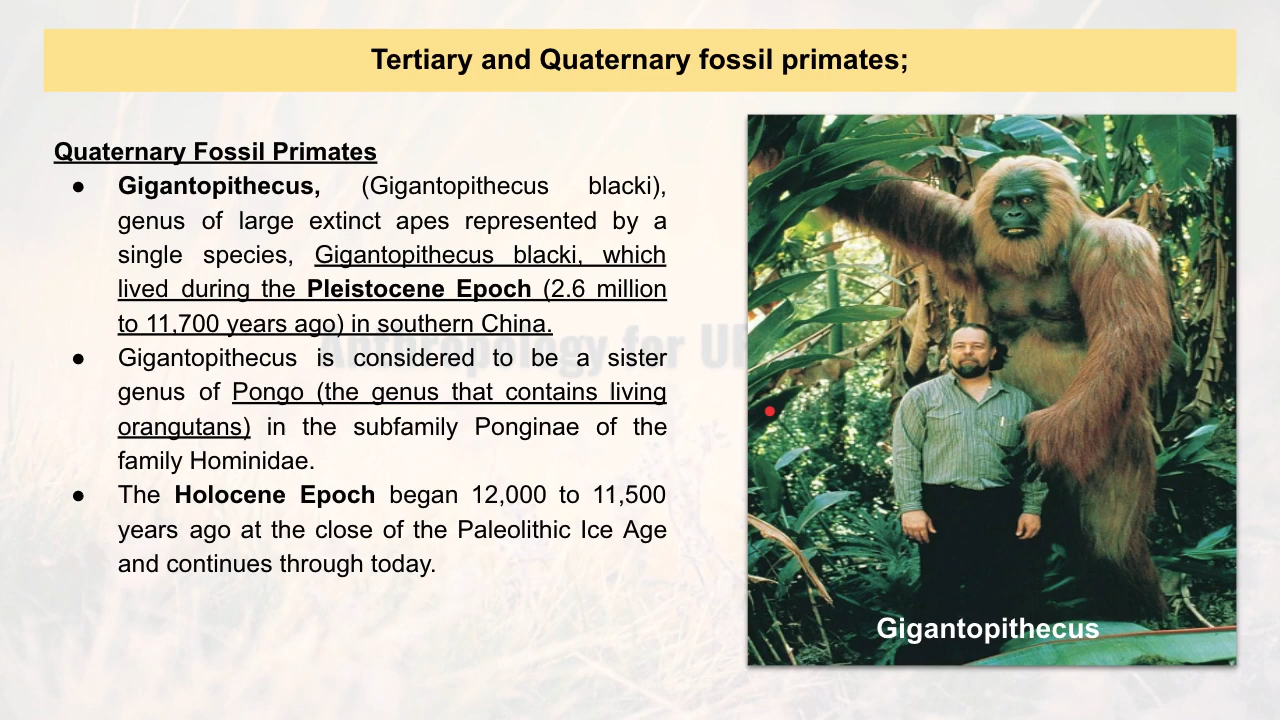 Tertiary and Quaternary fossil primates;
Quaternary Fossil Primates
● Gigantopithecus, (Gigantopithecus blacki),
genus of large extinct apes represented by a
single species, Gigantopithecus blacki, which
lived during the Pleistocene Epoch (2.6 million
to 11,700 years ago) in southern China.
● Gigantopithecus is considered to be a sister
genus of Pongo (the genus that contains living
orangutans) in the subfamily Ponginae of the
family Hominidae.
● The Holocene Epoch began 12,000 to 11,500
years ago at the close of the Paleolithic Ice Age
and continues through today.
Anthropology for
Gigantopithecus